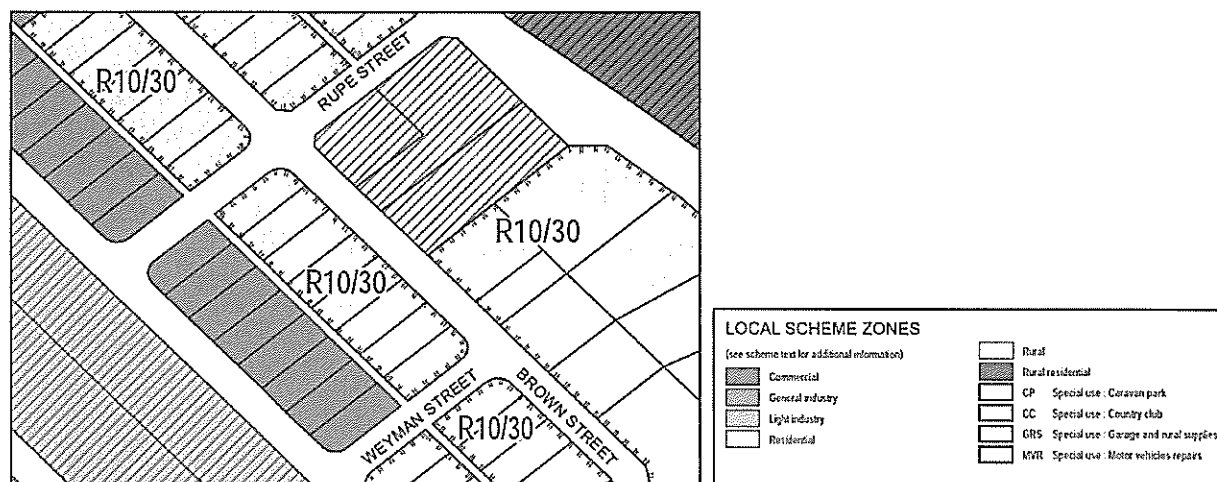 R10/30
RUPE STREET
R10/30
R10/30
WEYMAN STREET
BROWN STREET
R10/30
LOCAL SCHEME ZONES
(see scheme text for additional information)
Commercial
General industry
Light industry
Residential
Rural
Rural residential
CP Special use : Caravan park
CC Special use : Country club
GRS Special use : Garage and rural supplies
MVR Special use : Motor vehicles repairs